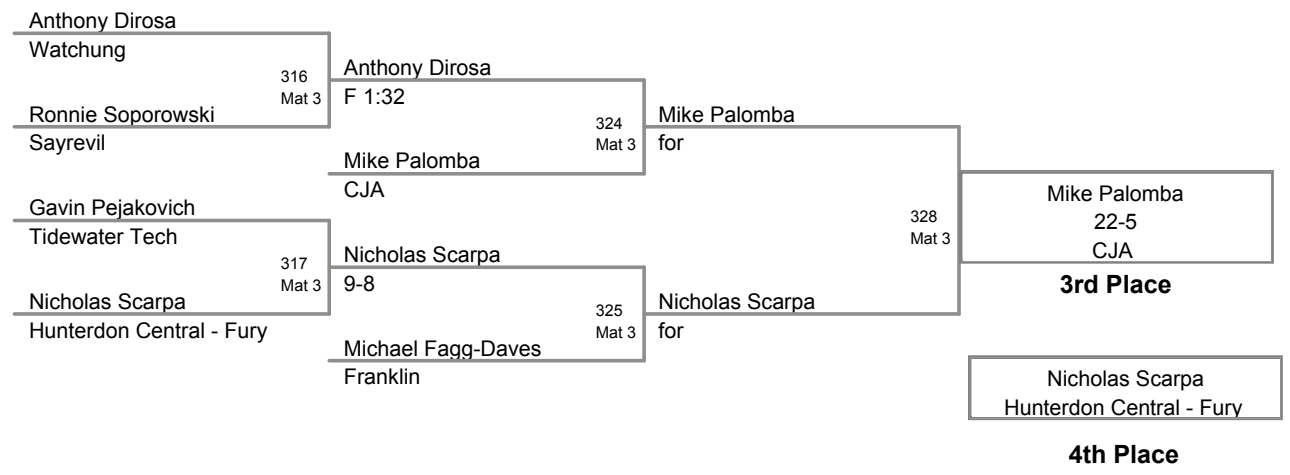 Anthony Dirosa
Watchung
316
Mat 3
Ronnie Soporowski
Sayrevil
Gavin Pejakovich
Tidewater Tech
317
Mat 3
Nicholas Scarpa
Hunterdon Central - Fury
Anthony Dirosa
F 1:32
324
Mat 3
Mike Palomba
CJA
Nicholas Scarpa
9-8
325
Mat 3
Michael Fagg-Daves
Franklin
Mike Palomba
for
328
Mat 3
Nicholas Scarpa
for
Mike Palomba
22-5
CJA
3rd Place
Nicholas Scarpa
Hunterdon Central - Fury
4th Place